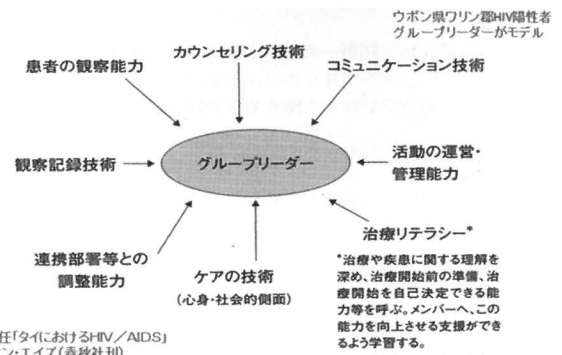 ウボン県ワリン郡HIV陽性者
グループリーダーがモデル
カウンセリング技術
患者の観察能力
コミュニケーション技術
観察記録技術
グループリーダー
活動の運営・
管理能力
連携部署等との
調整能力
ケアの技術
(心身・社会的側面)
治療リテラシー*
*治療や疾患に関する理解を
深め、治療開始前の準備、治
療開始を自己決定できる能
力等を呼ぶ。メンバーへ、この
能力を向上させる支援ができ
るよう学習する。
任「タイにおけるHIV/AIDS」
ン・エイズ(春秋社刊)